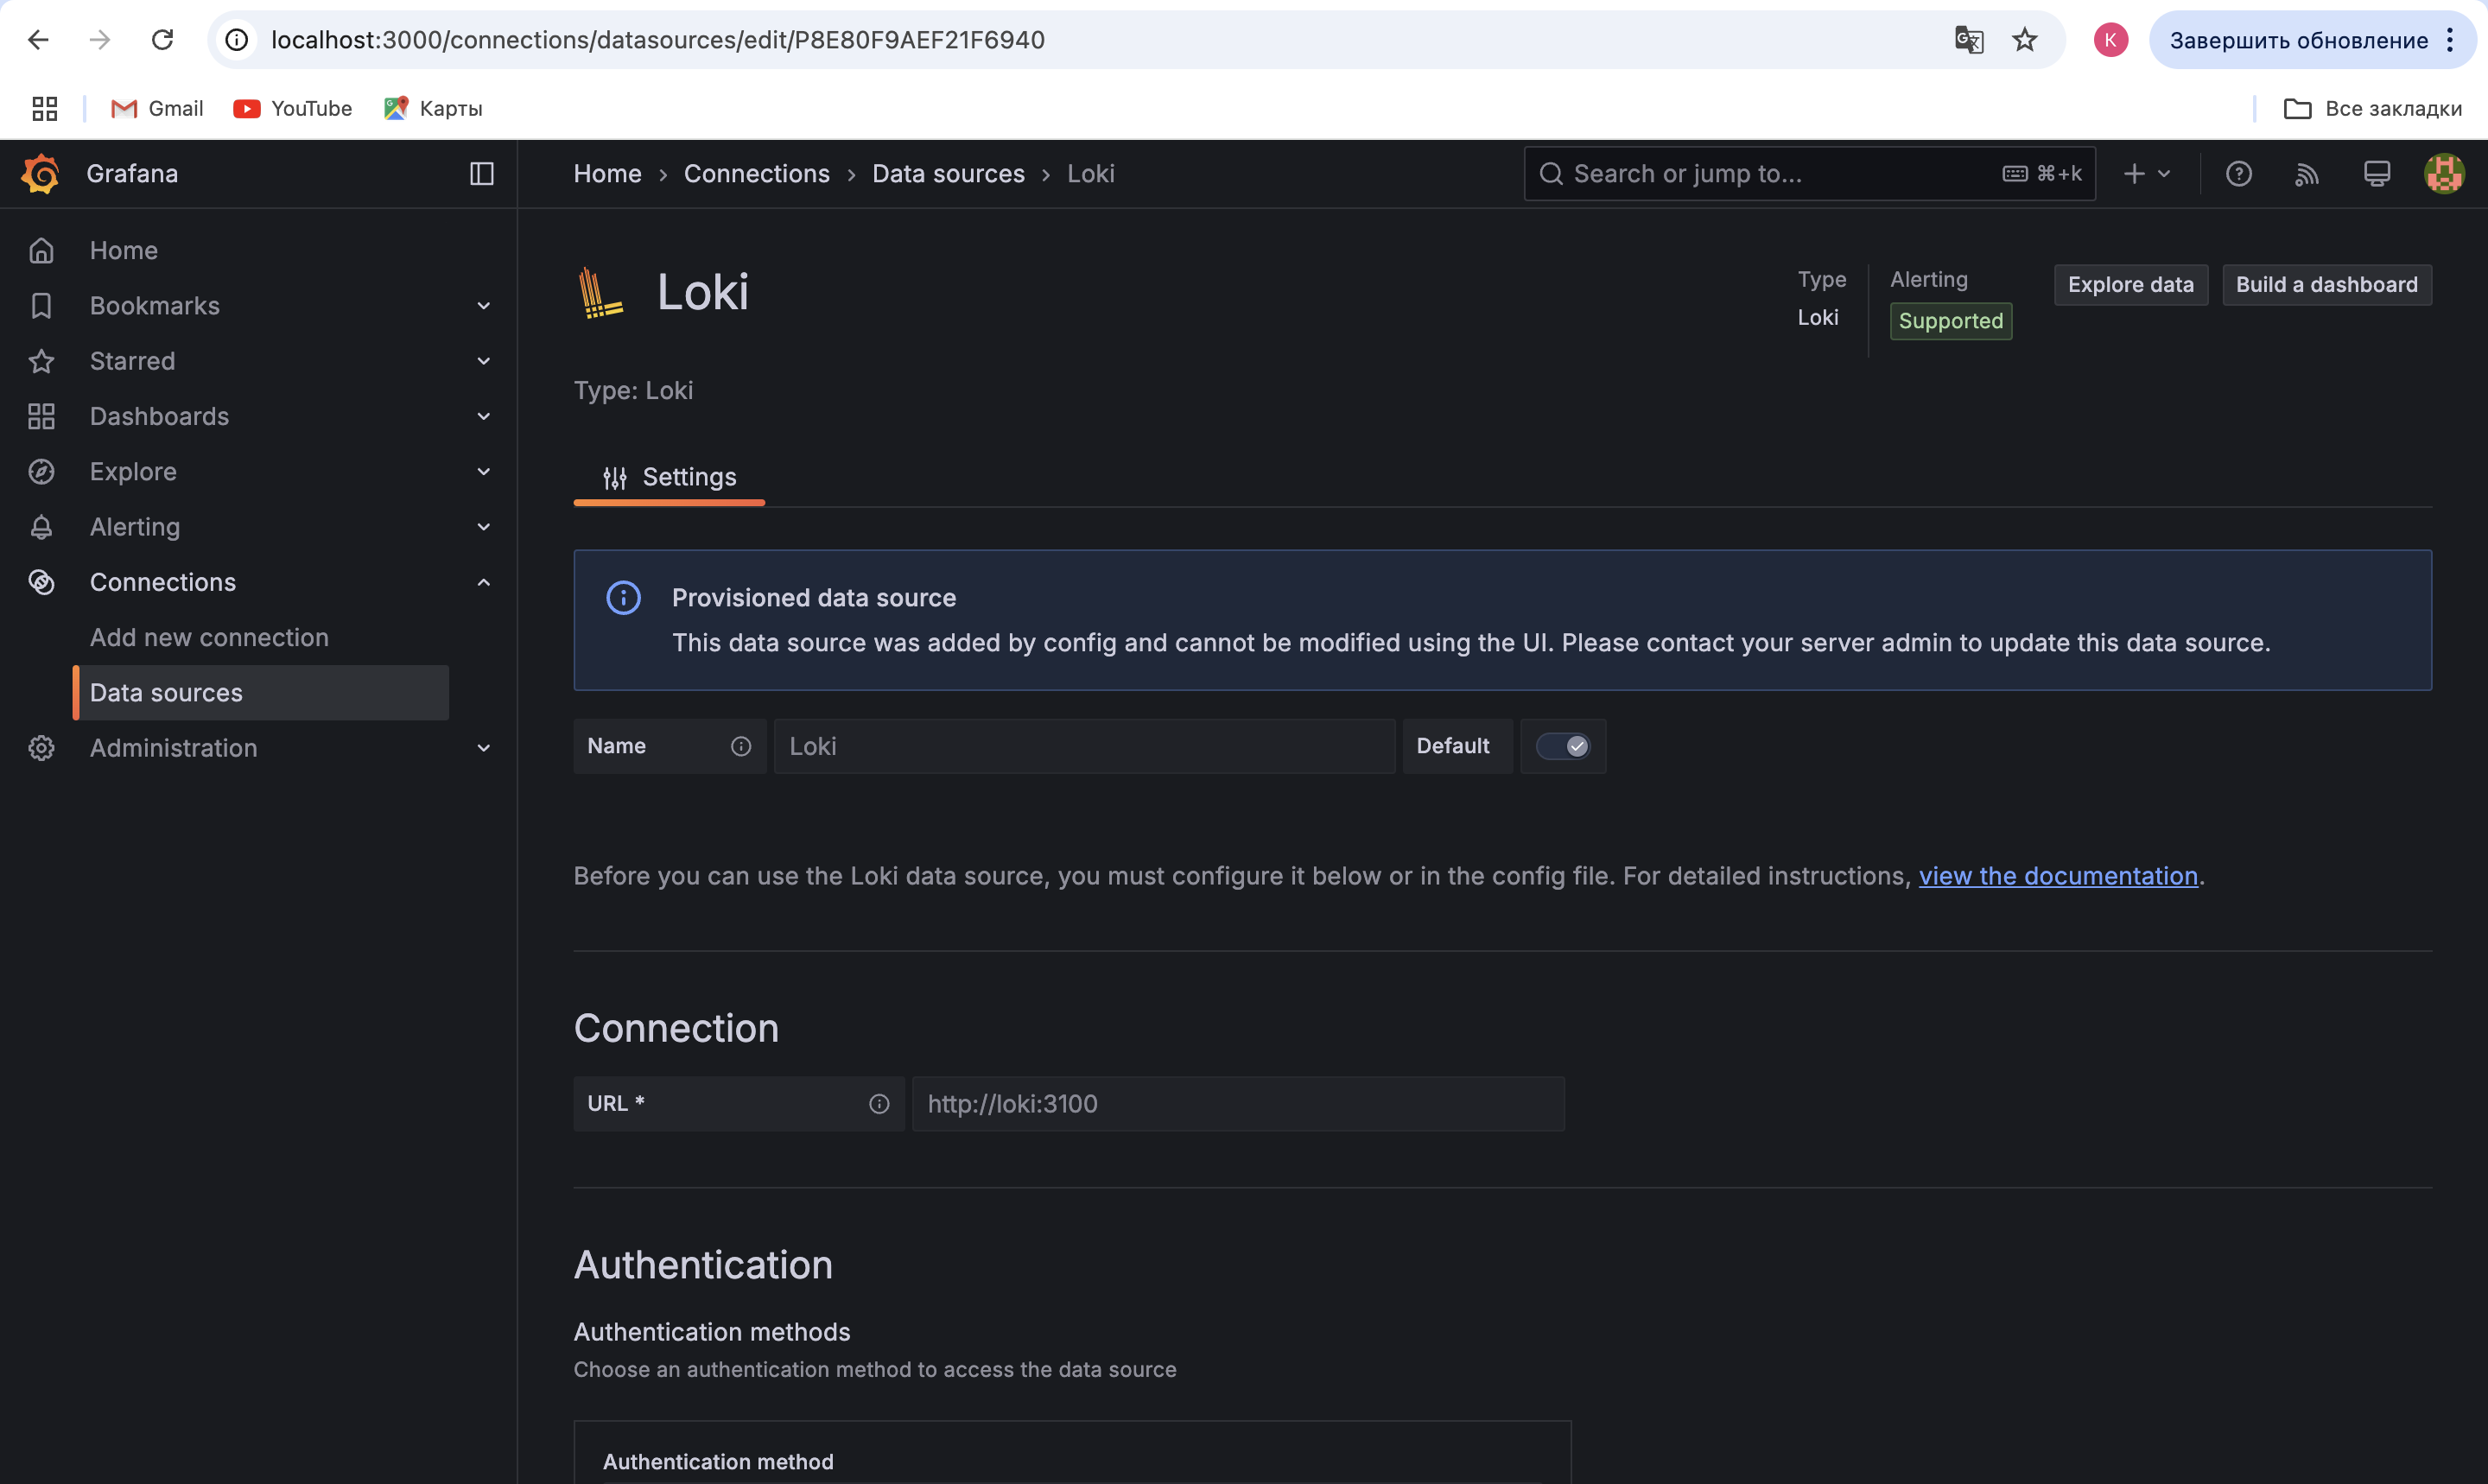 localhost:3000/connections/datasources/edit/P8E80F9AEF21F6940
K
Завершить обновление
Gmail
YouTube
Карты
Все закладки
Grafana
Home › Connections › Data sources › Loki
Search or jump to...
⌘+k
Home
Bookmarks
Starred
Dashboards
Explore
Alerting
Connections
Add new connection
Data sources
Administration
Loki
Type
Loki
Alerting
Supported
Explore data
Build a dashboard
Type: Loki
Settings
Provisioned data source
This data source was added by config and cannot be modified using the UI. Please contact your server admin to update this data source.
Name
Loki
Default
Before you can use the Loki data source, you must configure it below or in the config file. For detailed instructions, view the documentation.
Connection
URL *
http://loki:3100
Authentication
Authentication methods
Choose an authentication method to access the data source
Authentication method